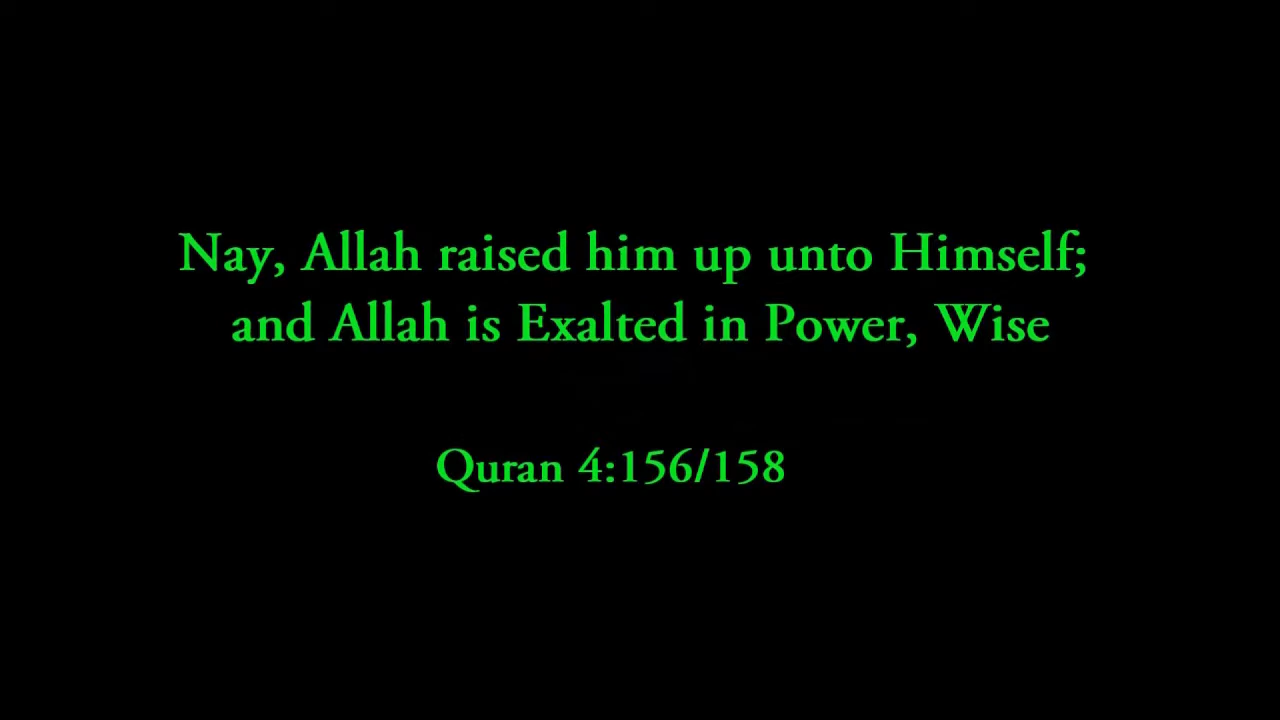 Nay, Allah raised him up unto Himself;
and Allah is Exalted in Power, Wise
Quran 4:156/158